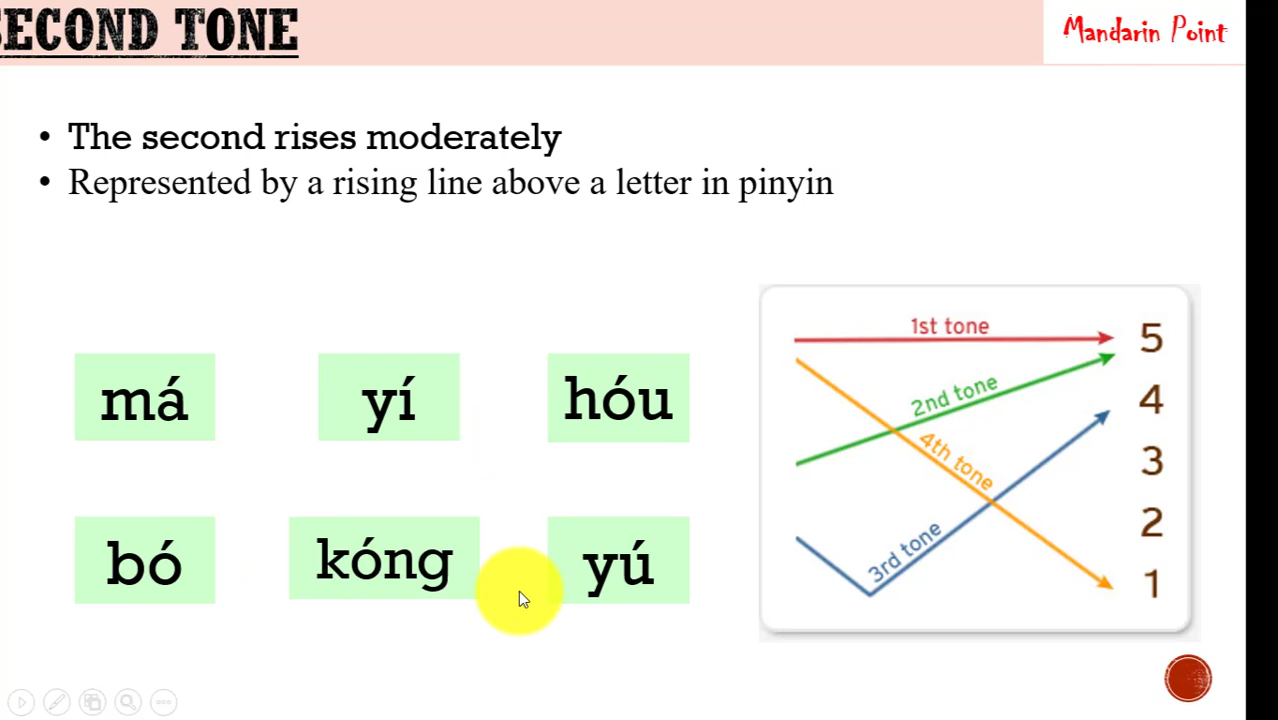 SECOND TONE
Mandarin Point
• The second rises moderately
• Represented by a rising line above a letter in pinyin
má
yí
hóu
bó
kóng
yú
1st tone
2nd tone
4th tone
3rd tone
5
4
3
2
1